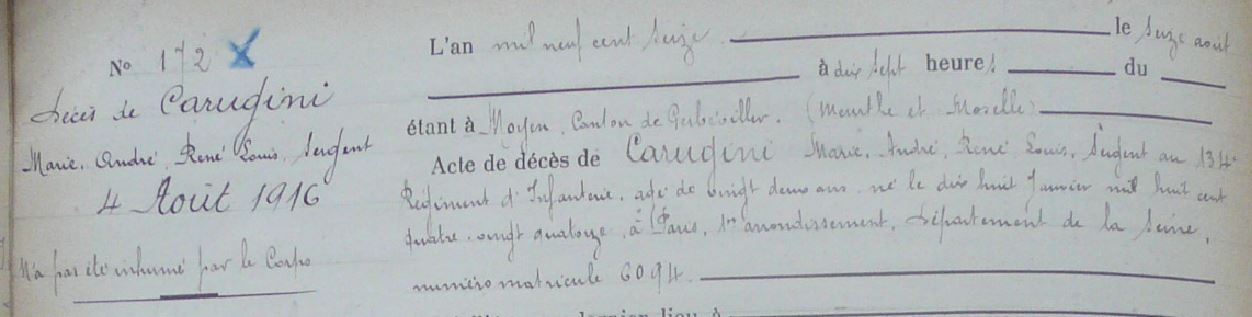 No 172 X
Décès de Carugini
Marie, André, René Louis, Sergent
4 Août 1916
N'a pas été inhumé par le Corps
L'an mil neuf cent seize le seize août
à dix sept heures du
étant à Moyen, Canton de Gerbéviller. (Meurthe et Moselle)
Acte de décès de Carugini Marie, André, René Louis, Sergent au 134e
Régiment d'Infanterie, agé de vingt deux ans, né le dix huit Janvier mil huit cent
quatre-vingt quatorze, à Paris, 1er arrondissement, département de la Seine,
numéro matricule 6094.